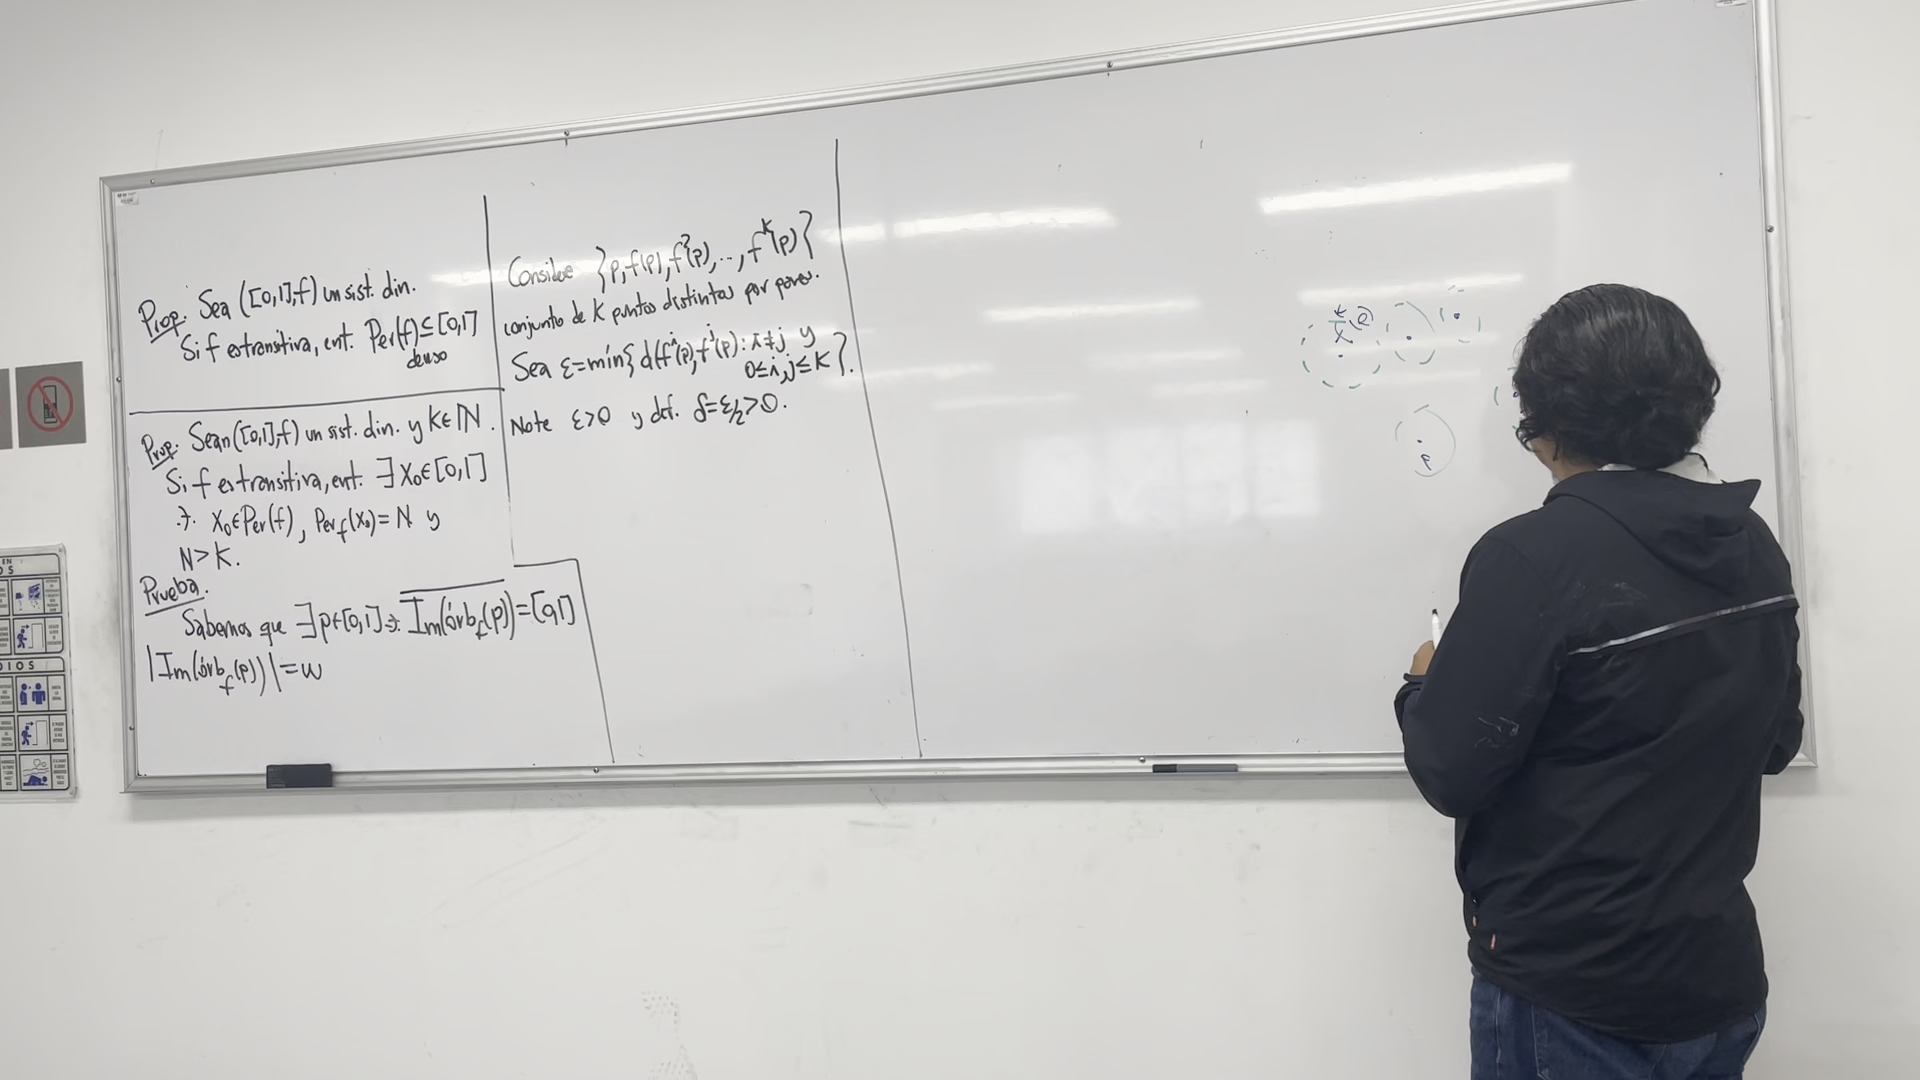 Prop. Sea ([0,1],f) un sist. din.
Si f es transitiva, ent. Per(f)⊆[0,1]
denso
Prop. Sean ([0,1],f) un sist. din. y K∈ℕ.
Si f es transitiva, ent. ∃ x₀∈[0,1]
∋. x₀∈Per(f), Per_f(x₀)=N y
N>K.
Prueba.
Sabemos que ∃p∈[0,1]∋. \overline{Im(órb_f(p))}=[0,1]
|Im(órb_f(p))|=ω
Considere {p,f(p),f²(p),..,f^K(p)}
conjunto de K puntos distintos por pares.
Sea ε=mín{d(f^i(p),f^j(p): i≠j y
0≤i,j≤K}.
Note ε>0 y def. δ=ε/2>0.
p